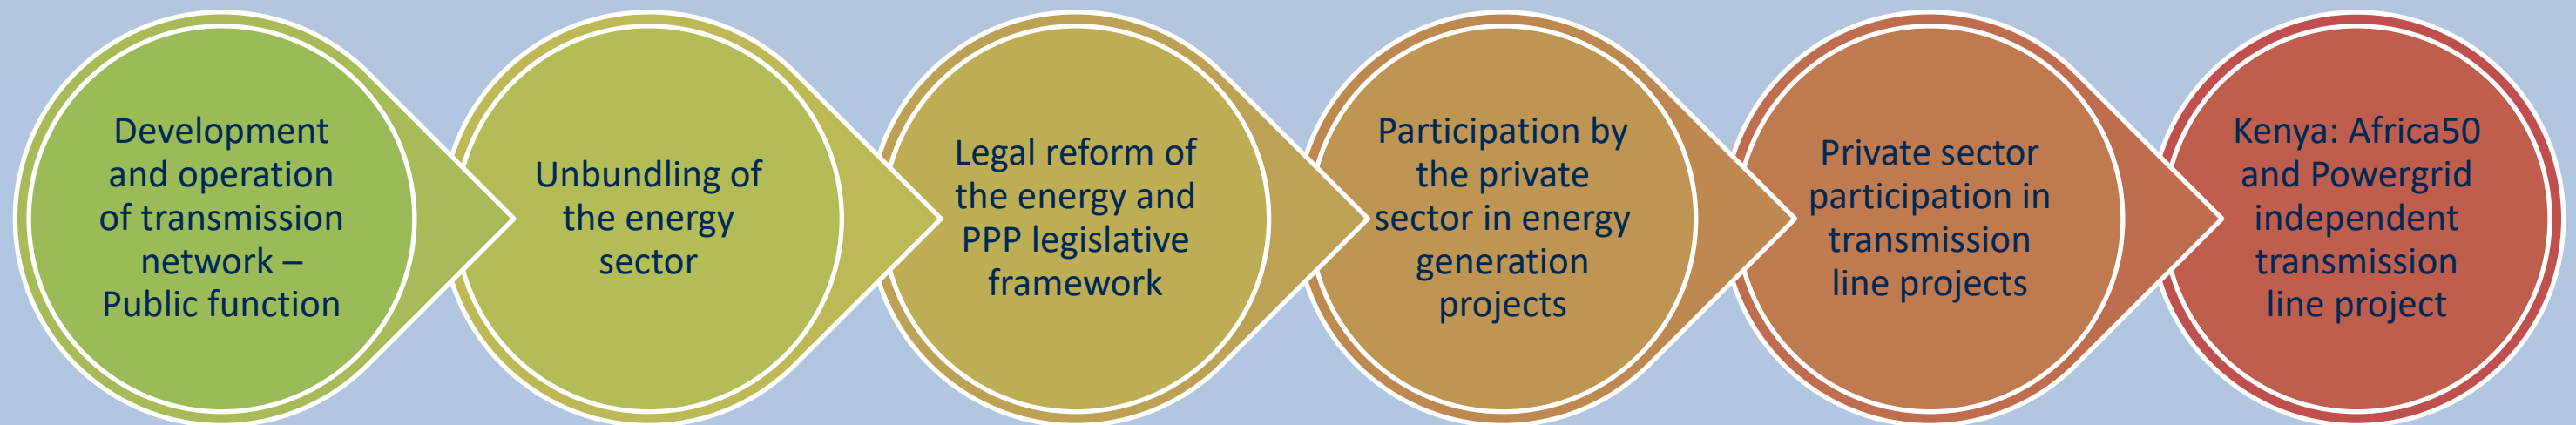 Development
and operation
of transmission
network –
Public function
Unbundling of
the energy
sector
Legal reform of
the energy and
PPP legislative
framework
Participation by
the private
sector in energy
generation
projects
Private sector
participation in
transmission
line projects
Kenya: Africa50
and Powergrid
independent
transmission
line project